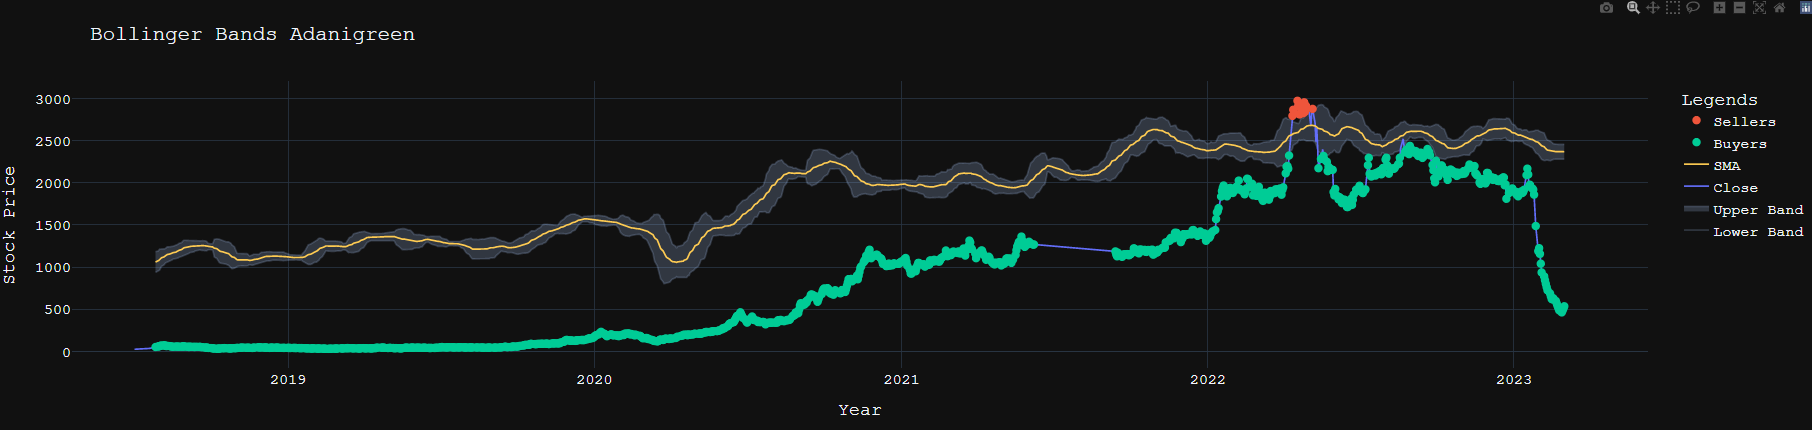 Bollinger Bands Adanigreen
Stock Price
3000
2500
2000
1500
1000
500
0
2019
2020
2021
2022
2023
Year
Legends
Sellers
Buyers
SMA
Close
Upper Band
Lower Band